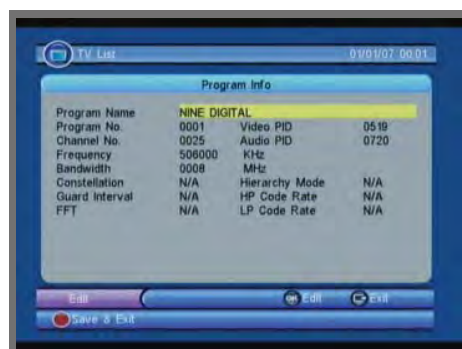 TV List 01/01/07 00:01
Program Info
Program Name NINE DIGITAL
Program No. 0001 Video PID 0519
Channel No. 0025 Audio PID 0720
Frequency 506000 KHz
Bandwidth 0008 MHz
Constellation N/A Hierarchy Mode N/A
Guard Interval N/A HP Code Rate N/A
FFT N/A LP Code Rate N/A
Edit OK Edit Exit
Save & Exit